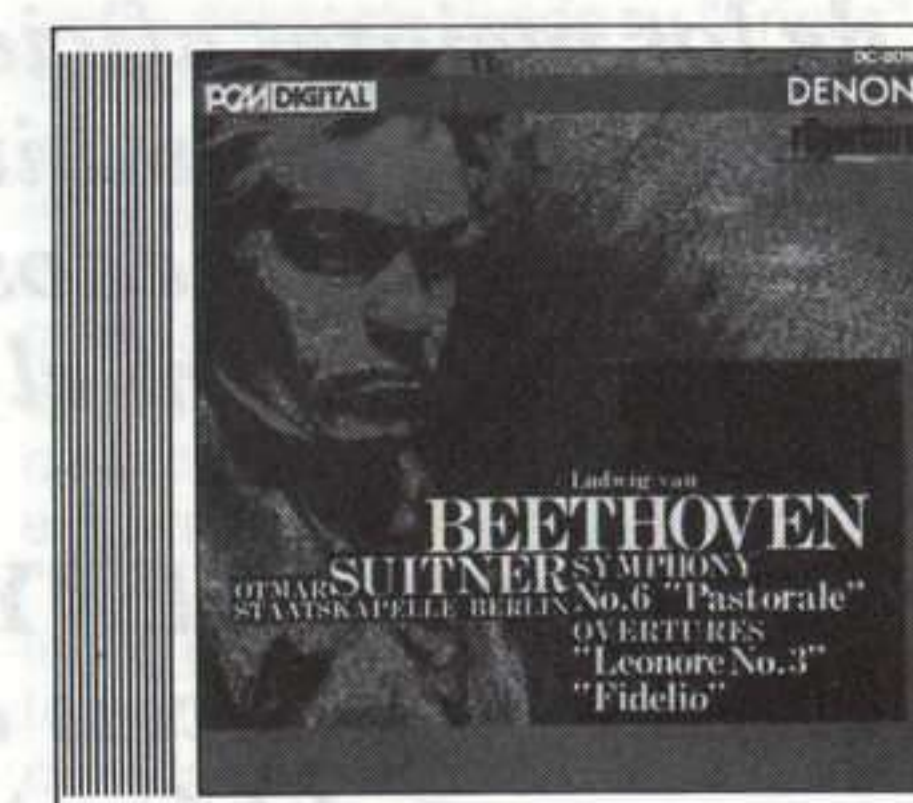 PCM DIGITAL
DENON
Ludwig van
BEETHOVEN
OTMAR SUITNER
STAATSKAPELLE BERLIN
SYMPHONY
No.6 "Pastorale"
OVERTURES
"Leonore No.3"
"Fidelio"